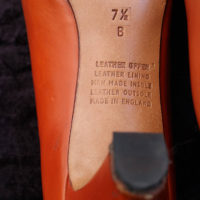 7½
B
LEATHER UPPER
LEATHER LINING
MAN MADE INSOLE
LEATHER OUTSOLE
MADE IN ENGLAND